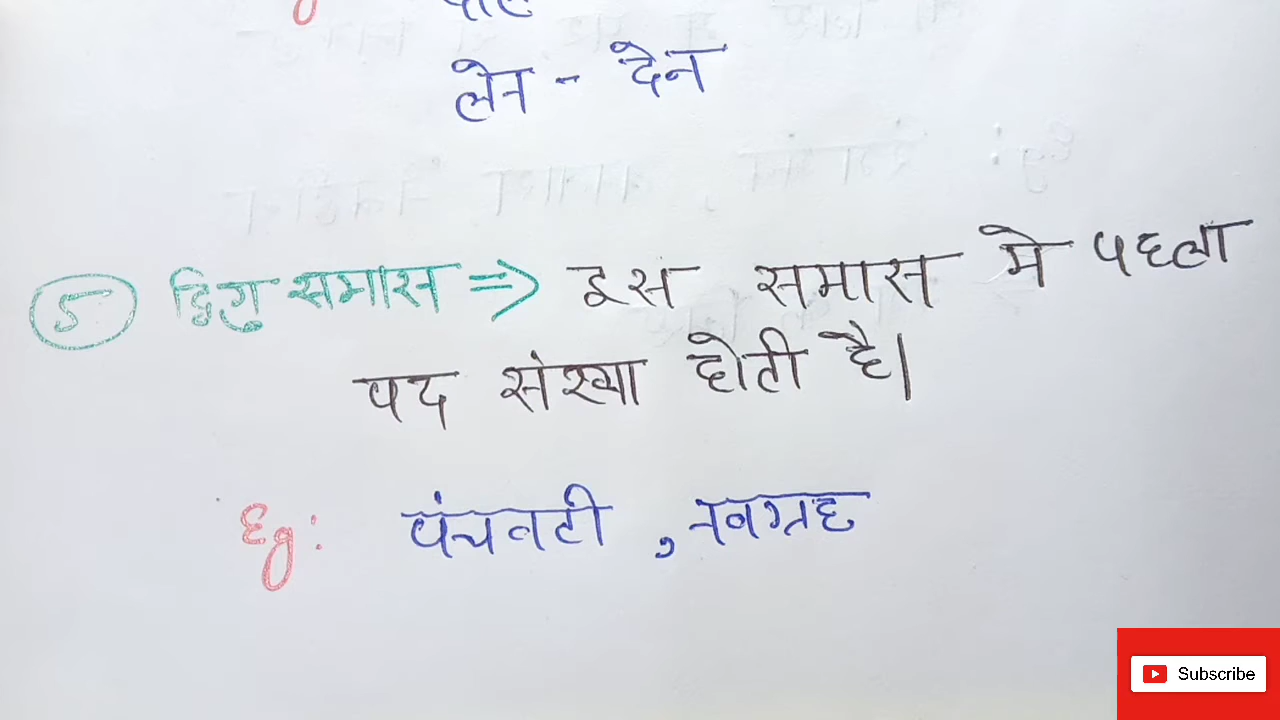 लेन - देन
5 द्विगु समास => इस समास मे पहला
पद संख्या होती है।
Eg: पंचवटी , नवग्रह
Subscribe